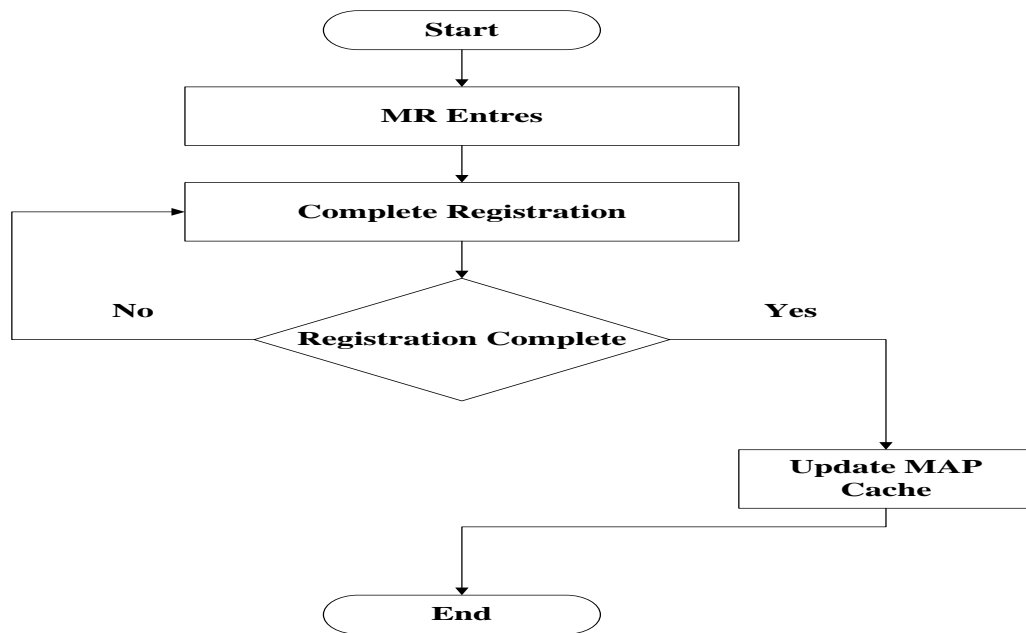 Start
MR Entres
Complete Registration
No
Yes
Registration Complete
Update MAP
Cache
End